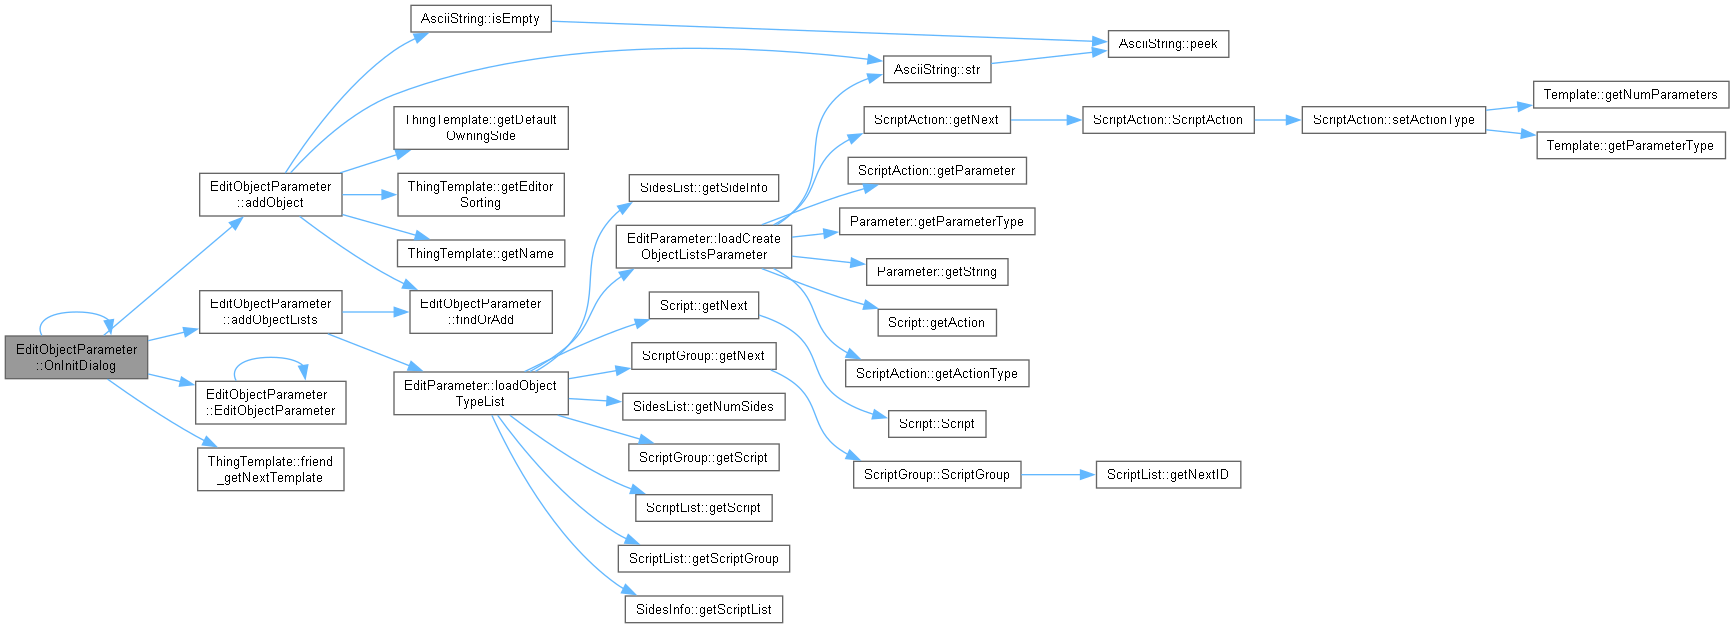 AsciiString::isEmpty
AsciiString::peek
AsciiString::str
Template::getNumParameters
ThingTemplate::getDefault
OwningSide
ScriptAction::getNext
ScriptAction::ScriptAction
ScriptAction::setActionType
Template::getParameterType
ScriptAction::getParameter
EditObjectParameter
::addObject
ThingTemplate::getEditor
Sorting
SidesList::getSideInfo
Parameter::getParameterType
ThingTemplate::getName
EditParameter::loadCreate
ObjectListsParameter
Parameter::getString
EditObjectParameter
::addObjectLists
EditObjectParameter
::findOrAdd
Script::getNext
Script::getAction
EditObjectParameter
::OnInitDialog
ScriptGroup::getNext
ScriptAction::getActionType
EditObjectParameter
::EditObjectParameter
EditParameter::loadObject
TypeList
SidesList::getNumSides
Script::Script
ThingTemplate::friend
_getNextTemplate
ScriptGroup::getScript
ScriptGroup::ScriptGroup
ScriptList::getNextID
ScriptList::getScript
ScriptList::getScriptGroup
SidesInfo::getScriptList